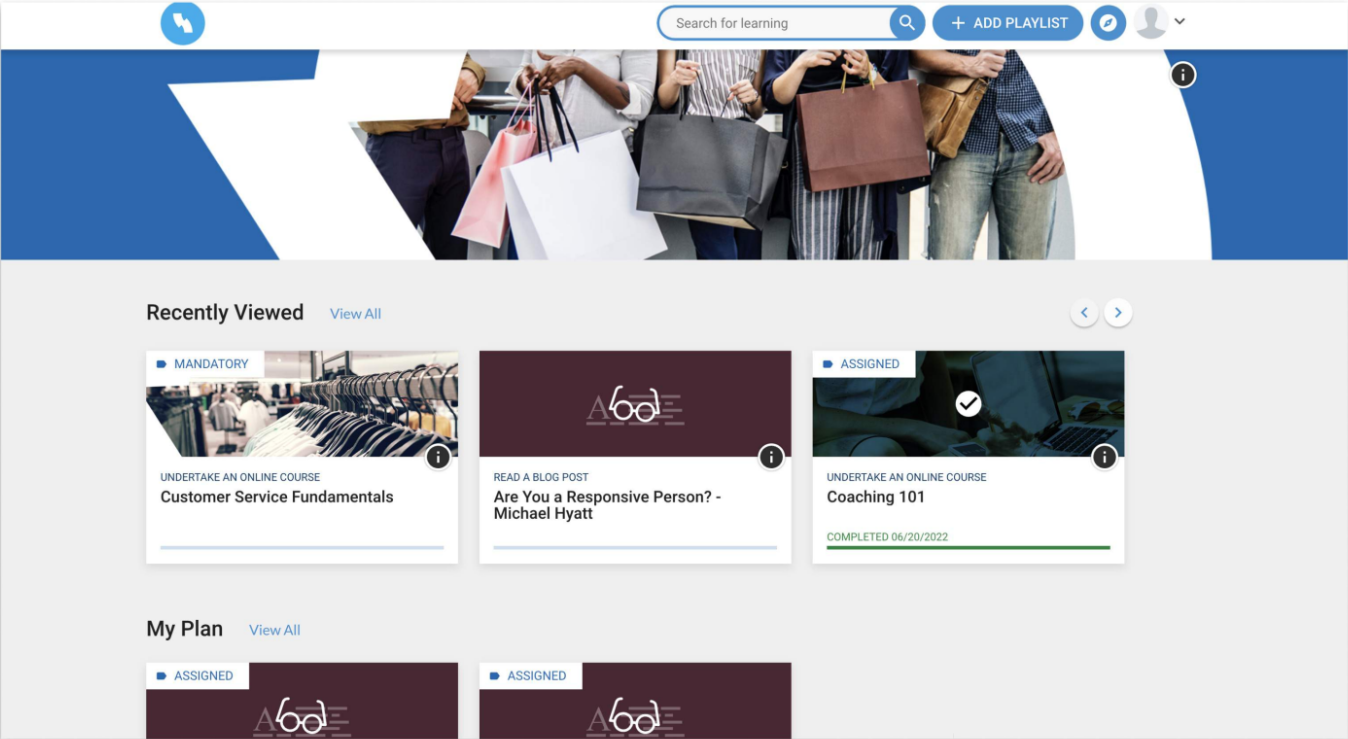 Search for learning
+ ADD PLAYLIST
Recently Viewed
View All
MANDATORY
UNDERTAKE AN ONLINE COURSE
Customer Service Fundamentals
READ A BLOG POST
Are You a Responsive Person? -
Michael Hyatt
ASSIGNED
UNDERTAKE AN ONLINE COURSE
Coaching 101
COMPLETED 06/20/2022
My Plan
View All
ASSIGNED
ASSIGNED